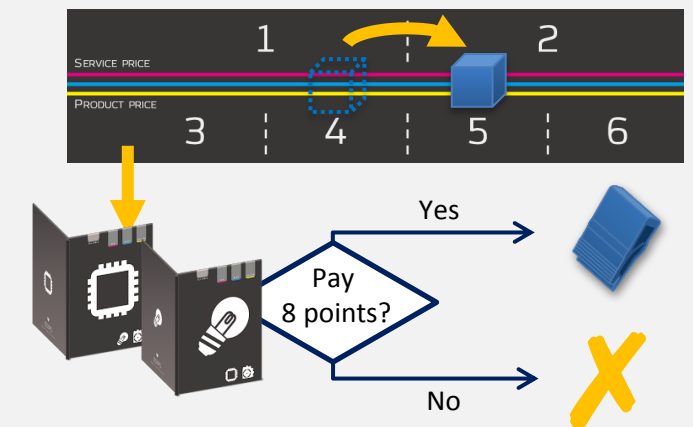 1 2
SERVICE PRICE
PRODUCT PRICE
3 4 5 6
Yes
Pay
8 points?
No